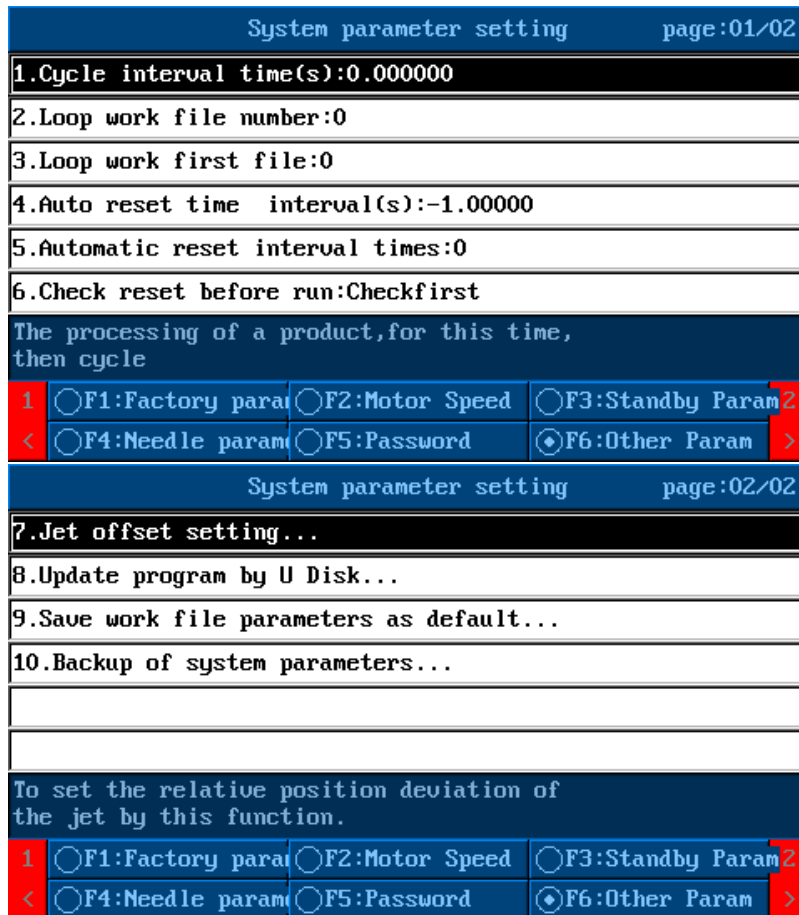 System parameter setting page:01/02
1.Cycle interval time(s):0.000000
2.Loop work file number:0
3.Loop work first file:0
4.Auto reset time  interval(s):-1.00000
5.Automatic reset interval times:0
6.Check reset before run:Checkfirst
The processing of a product,for this time,
then cycle
1 F1:Factory para F2:Motor Speed F3:Standby Param 2
< F4:Needle param F5:Password F6:Other Param >
System parameter setting page:02/02
7.Jet offset setting...
8.Update program by U Disk...
9.Save work file parameters as default...
10.Backup of system parameters...
To set the relative position deviation of
the jet by this function.
1 F1:Factory para F2:Motor Speed F3:Standby Param 2
< F4:Needle param F5:Password F6:Other Param >